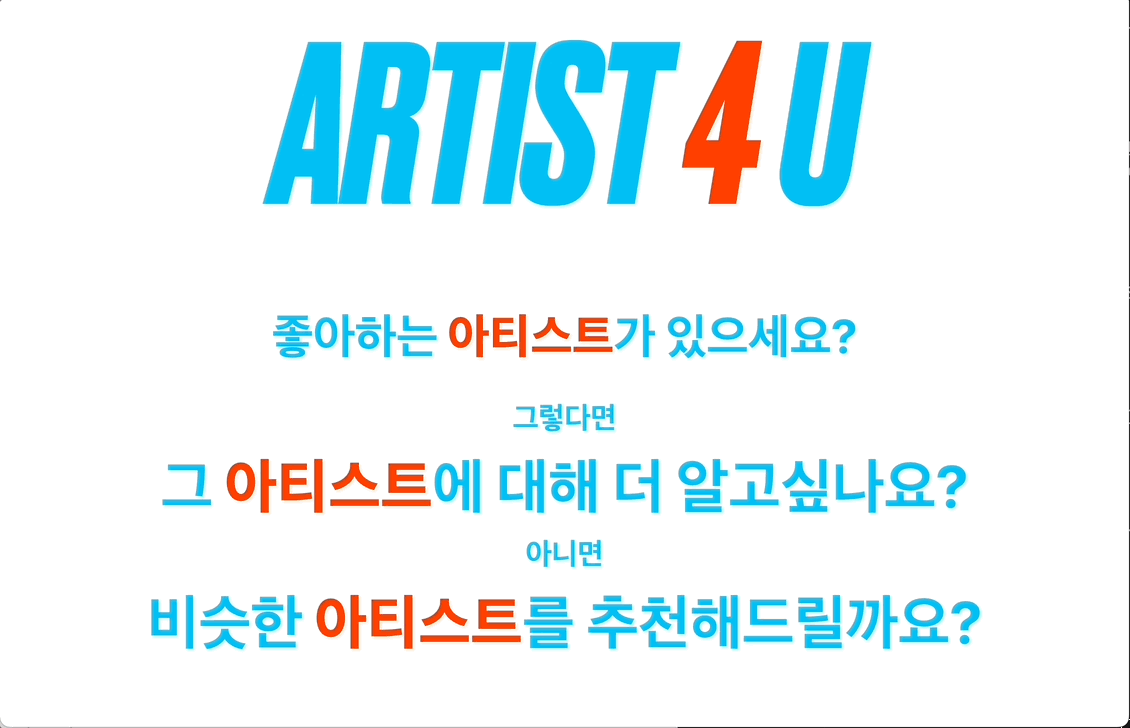 ARTIST 4 U
좋아하는 아티스트가 있으세요?
그렇다면
그 아티스트에 대해 더 알고싶나요?
아니면
비슷한 아티스트를 추천해드릴까요?